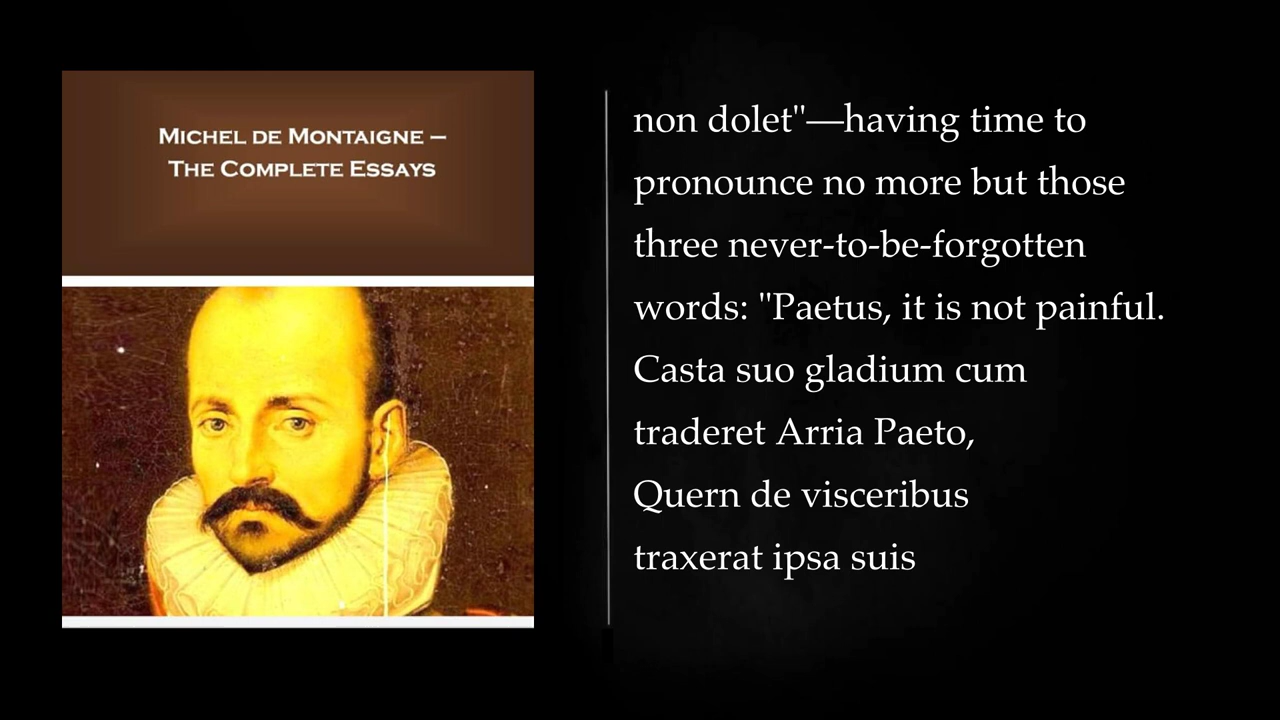 MICHEL DE MONTAIGNE –
THE COMPLETE ESSAYS
non dolet"—having time to
pronounce no more but those
three never-to-be-forgotten
words: "Paetus, it is not painful.
Casta suo gladium cum
traderet Arria Paeto,
Quern de visceribus
traxerat ipsa suis